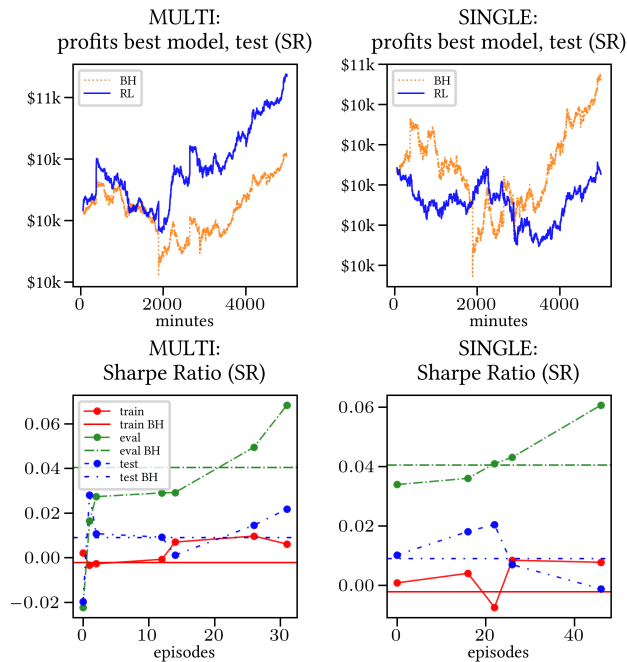 MULTI:
profits best model, test (SR)
$11k
$10k
$10k
$10k
BH
RL
0
2000
4000
minutes
SINGLE:
profits best model, test (SR)
$11k
$10k
$10k
$10k
$10k
$10k
BH
RL
0
2000
4000
minutes
MULTI:
Sharpe Ratio (SR)
0.06
0.04
0.02
0.00
−0.02
train
train BH
eval
eval BH
test
test BH
0
10
20
30
episodes
SINGLE:
Sharpe Ratio (SR)
0.06
0.04
0.02
0.00
0
20
40
episodes